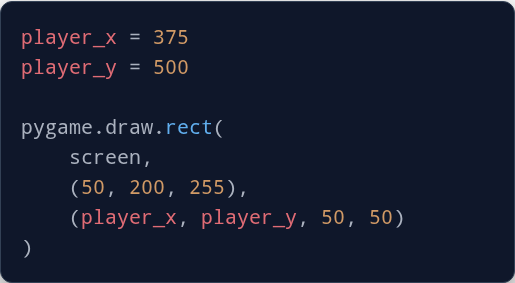 player_x = 375
player_y = 500

pygame.draw.rect(
    screen,
    (50, 200, 255),
    (player_x, player_y, 50, 50)
)